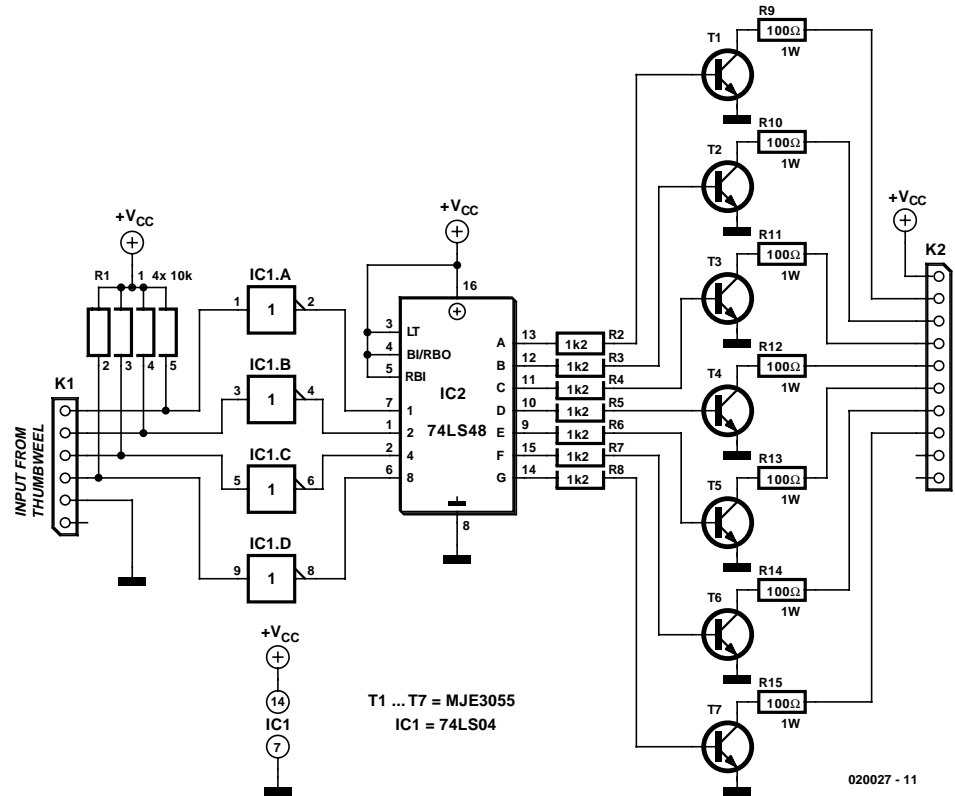 R9
100Ω
1W
T1
R10
100Ω
1W
T2
+VCC
R1 1 4x 10k
2 3 4 5
K1
INPUT FROM
THUMBWEEL
IC1.A
1 1 2
IC1.B
3 1 4
IC1.C
5 1 6
IC1.D
9 1 8
+VCC
14
IC1
7
+VCC
16
3 LT
4 BI/RBO
5 RBI
IC2
74LS48
7 1
1 2
2 4
6 8
8
A 13 1k2 R2
B 12 1k2 R3
C 11 1k2 R4
D 10 1k2 R5
E 9 1k2 R6
F 15 1k2 R7
G 14 1k2 R8
R11
100Ω
1W
T3
R12
100Ω
1W
T4
R13
100Ω
1W
T5
R14
100Ω
1W
T6
R15
100Ω
1W
T7
+VCC
K2
T1 ... T7 = MJE3055
IC1 = 74LS04
020027 - 11